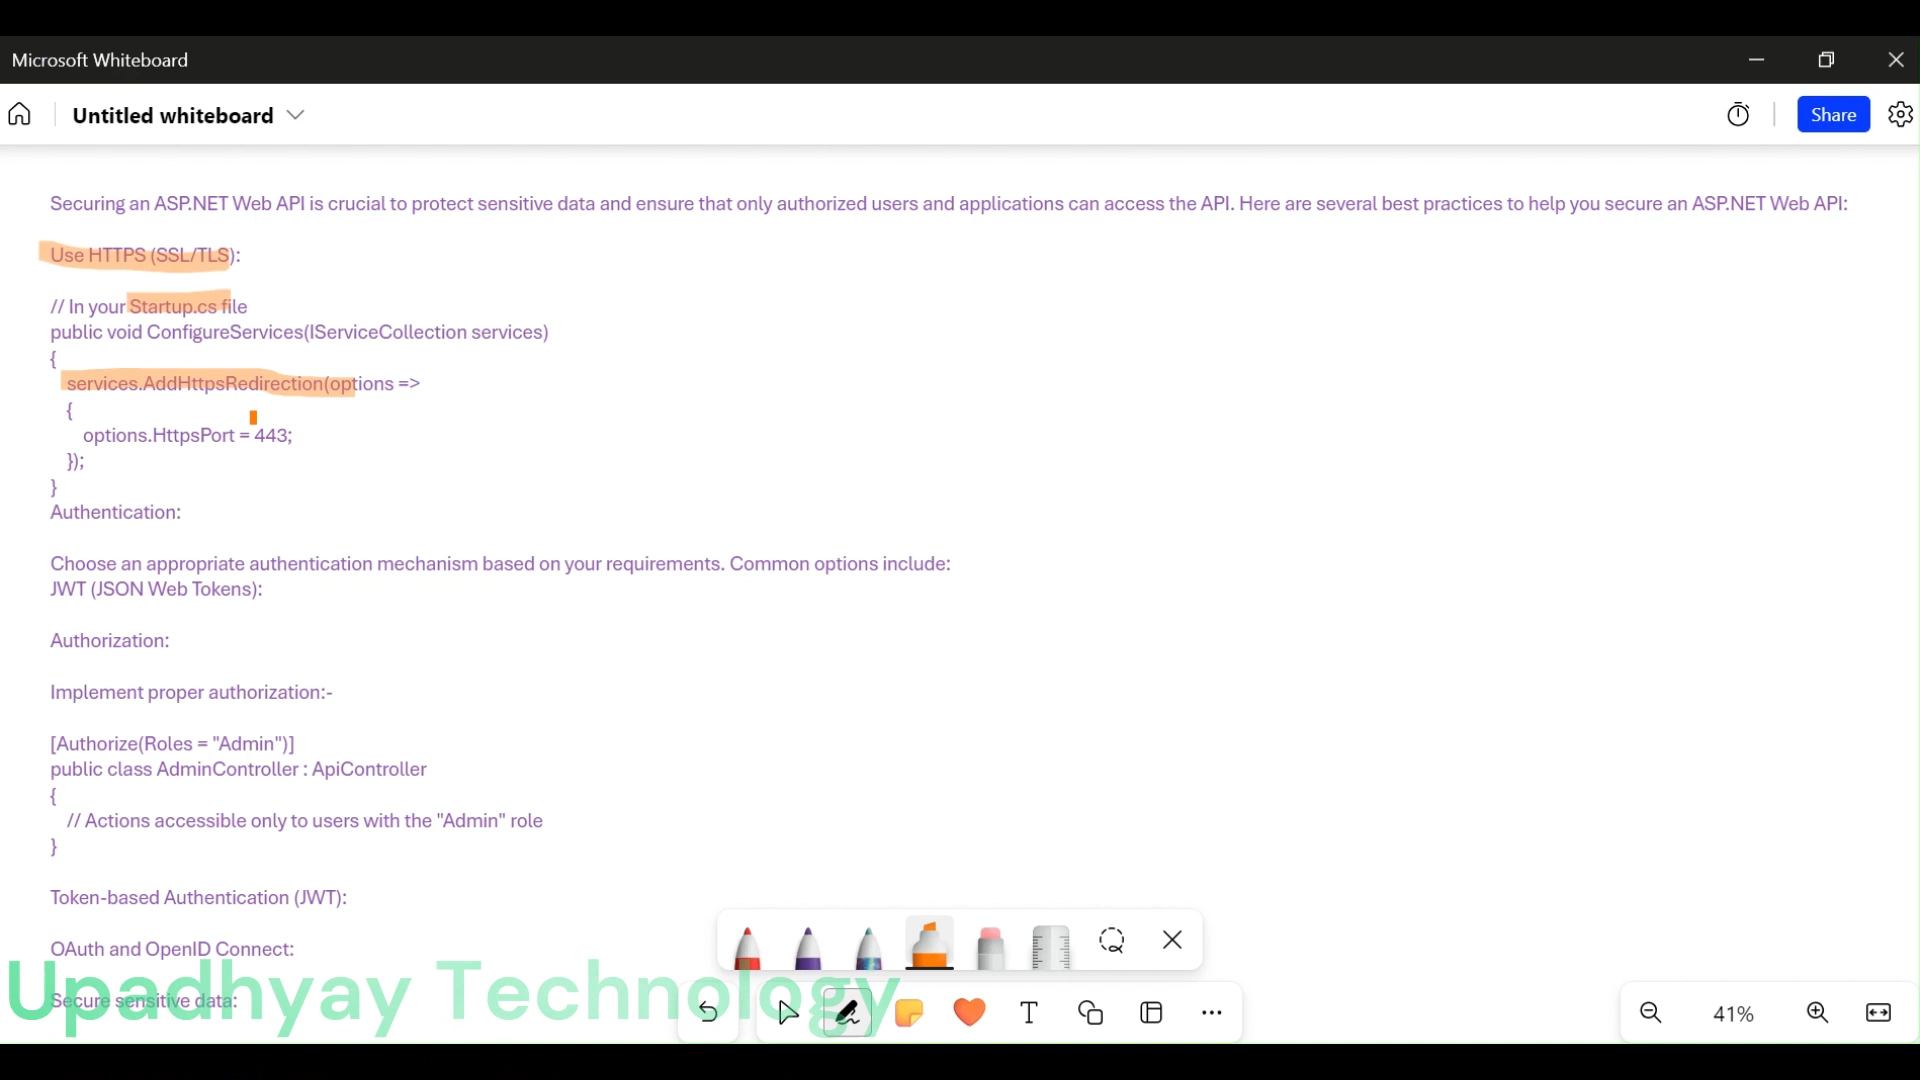 Microsoft Whiteboard
Untitled whiteboard
Share
Securing an ASP.NET Web API is crucial to protect sensitive data and ensure that only authorized users and applications can access the API. Here are several best practices to help you secure an ASP.NET Web API:
Use HTTPS (SSL/TLS):
// In your Startup.cs file
public void ConfigureServices(IServiceCollection services)
{
services.AddHttpsRedirection(options =>
{
options.HttpsPort = 443;
});
}
Authentication:
Choose an appropriate authentication mechanism based on your requirements. Common options include:
JWT (JSON Web Tokens):
Authorization:
Implement proper authorization:-
[Authorize(Roles = "Admin")]
public class AdminController : ApiController
{
// Actions accessible only to users with the "Admin" role
}
Token-based Authentication (JWT):
OAuth and OpenID Connect:
Secure sensitive data:
Upadhyay Technology
41%